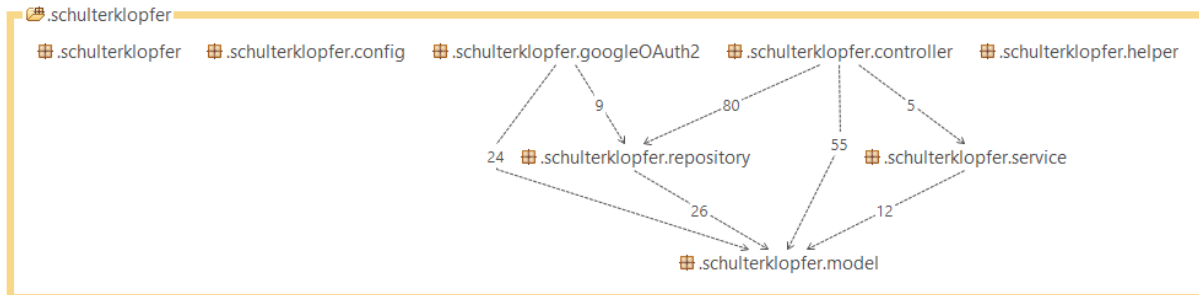 .schulterklopfer
.schulterklopfer .schulterklopfer.config .schulterklopfer.googleOAuth2 .schulterklopfer.controller .schulterklopfer.helper
9 80 5
24 .schulterklopfer.repository 55 .schulterklopfer.service
26 12
.schulterklopfer.model